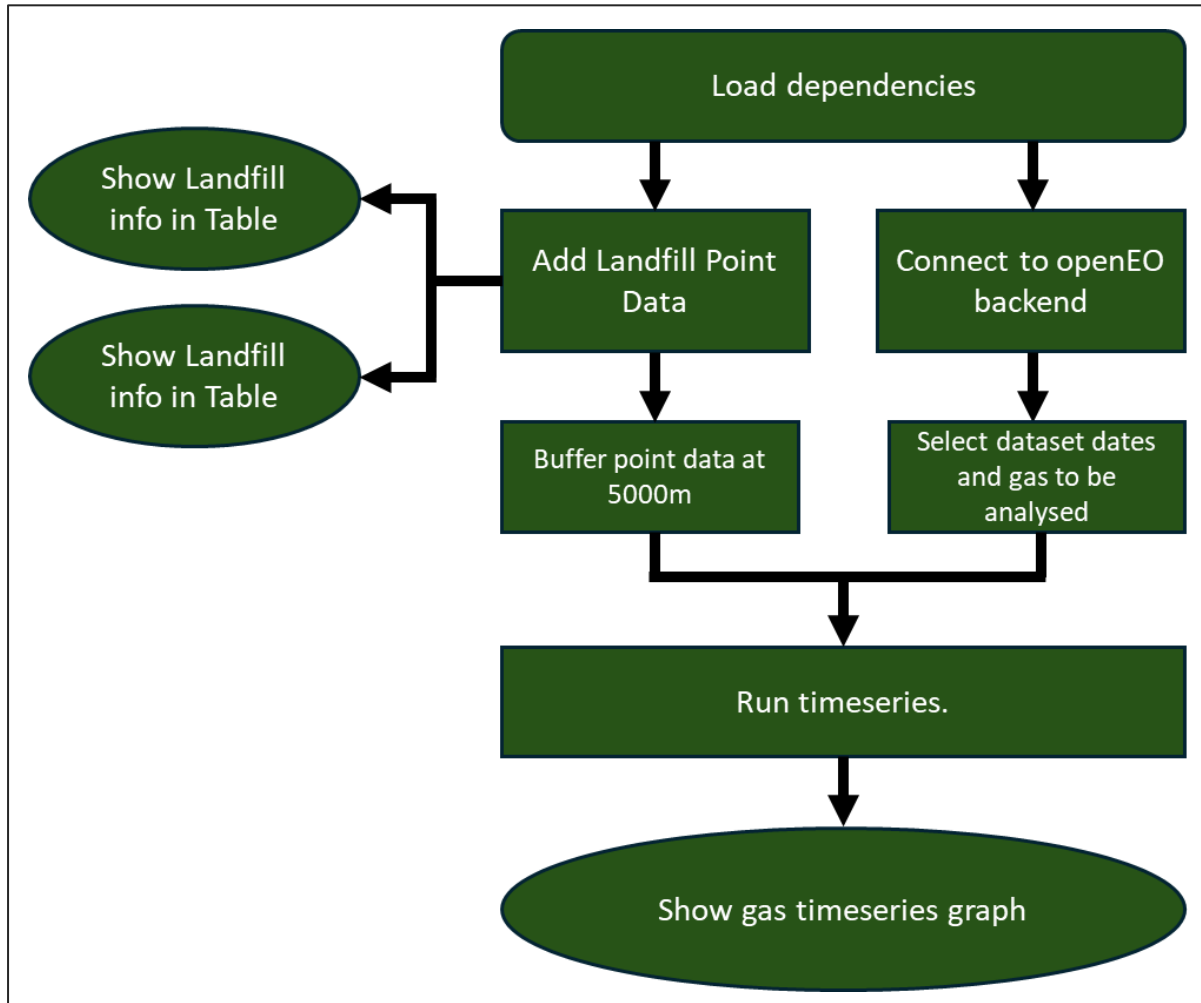 Load dependencies
Show Landfill
info in Table
Add Landfill Point
Data
Connect to openEO
backend
Show Landfill
info in Table
Buffer point data at
5000m
Select dataset dates
and gas to be
analysed
Run timeseries.
Show gas timeseries graph